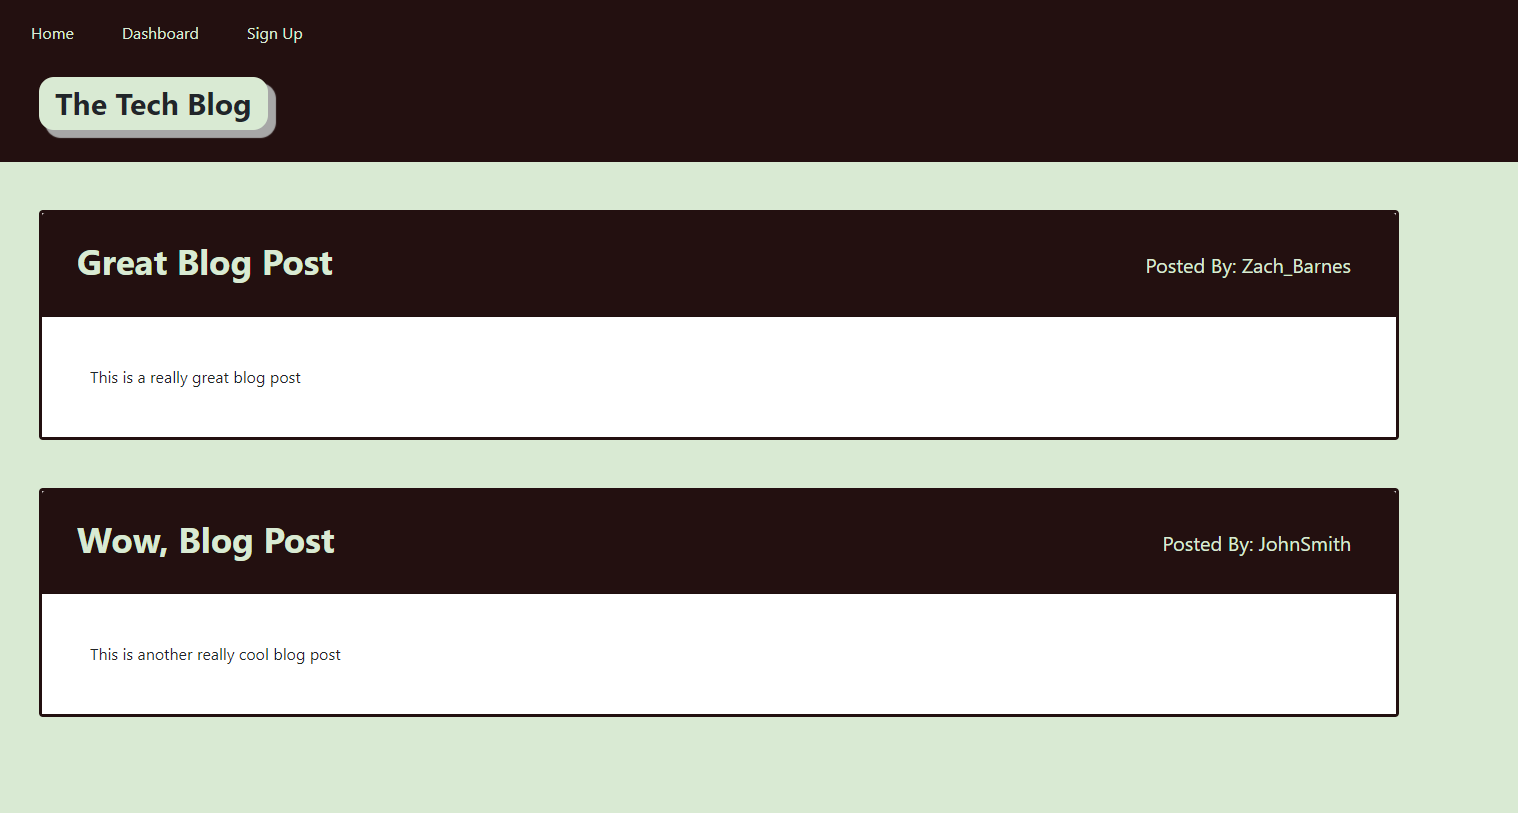 Home Dashboard Sign Up
The Tech Blog
Great Blog Post Posted By: Zach_Barnes
This is a really great blog post
Wow, Blog Post Posted By: JohnSmith
This is another really cool blog post